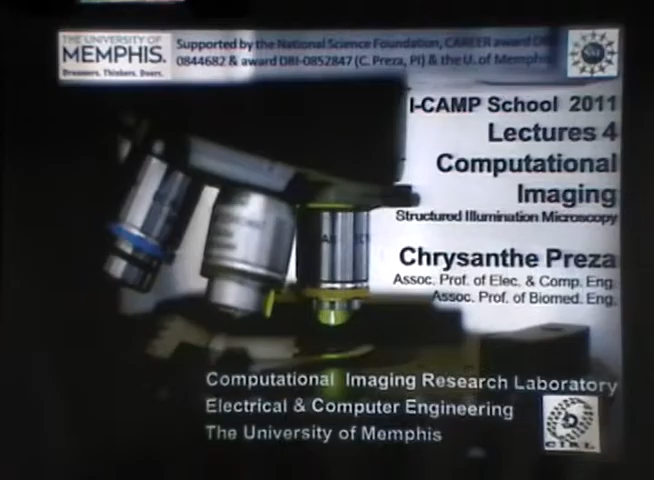 THE UNIVERSITY OF
MEMPHIS.
Dreamers. Thinkers. Doers.
Supported by the National Science Foundation, CAREER award DBI
0844682 & award DBI-0852847 (C. Preza, PI) & the U. of Memphis
NSF
I-CAMP School 2011
Lectures 4
Computational
Imaging
Structured Illumination Microscopy
Chrysanthe Preza
Assoc. Prof. of Elec. & Comp. Eng.
Assoc. Prof. of Biomed. Eng.
Computational Imaging Research Laboratory
Electrical & Computer Engineering
The University of Memphis
CIRL